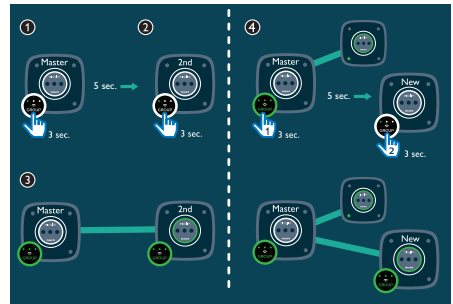 1
2
Master
2nd
5 sec.
GROUP
GROUP
3 sec.
3 sec.
3
Master
2nd
GROUP
GROUP
4
Master
New
5 sec.
GROUP
1
3 sec.
GROUP
2
3 sec.
Master
New
GROUP
GROUP